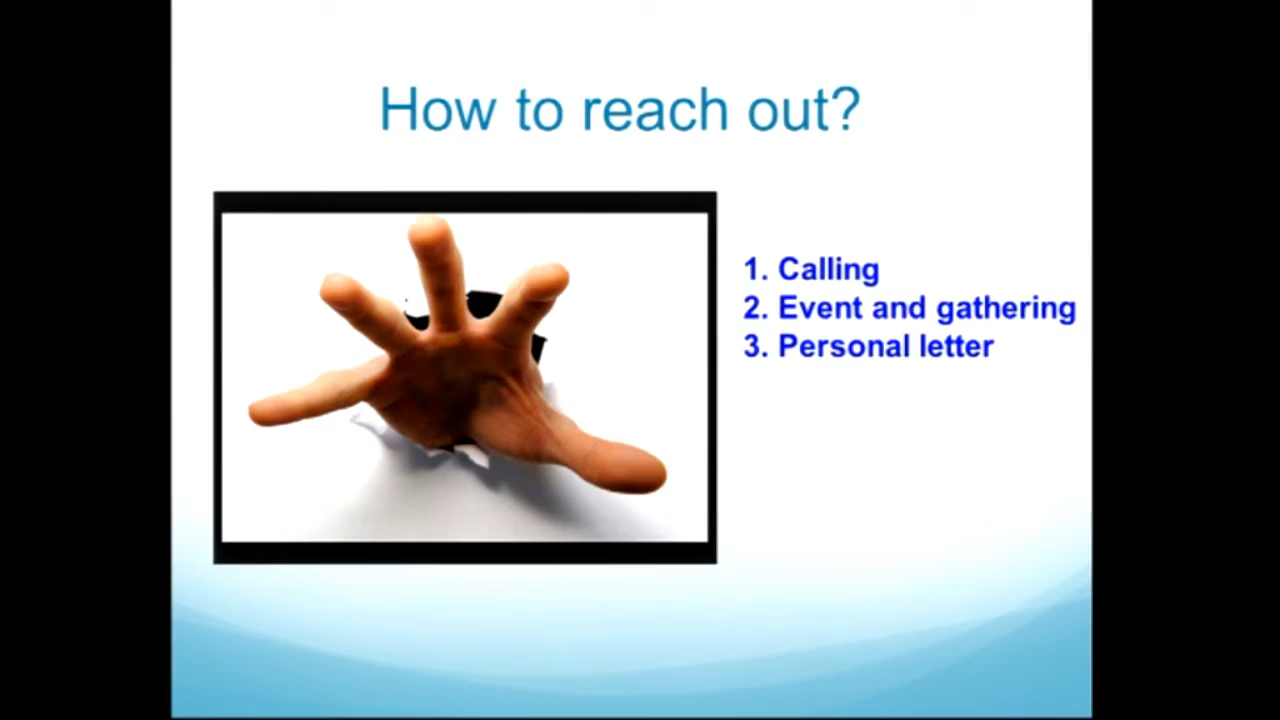 How to reach out?
1. Calling
2. Event and gathering
3. Personal letter